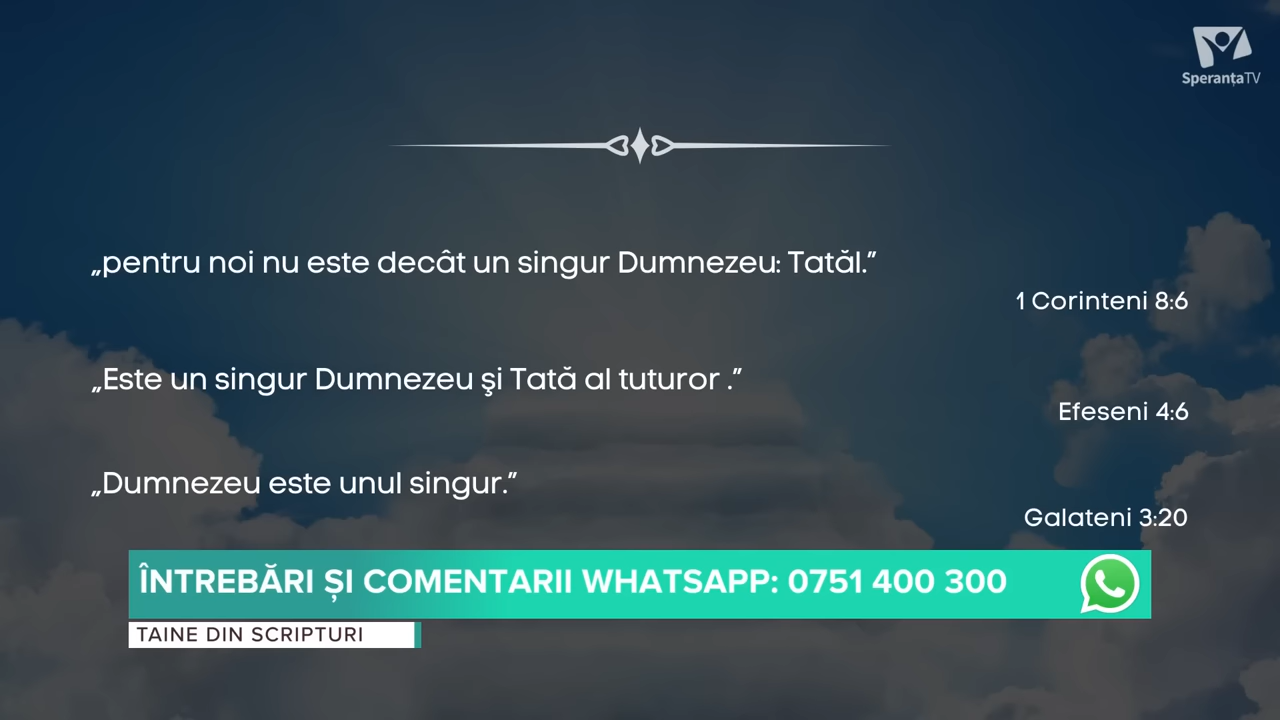 SperanțaTV
„pentru noi nu este decât un singur Dumnezeu: Tatăl.”
1 Corinteni 8:6
„Este un singur Dumnezeu şi Tată al tuturor .”
Efeseni 4:6
„Dumnezeu este unul singur.”
Galateni 3:20
ÎNTREBĂRI ȘI COMENTARII WHATSAPP: 0751 400 300
TAINE DIN SCRIPTURI